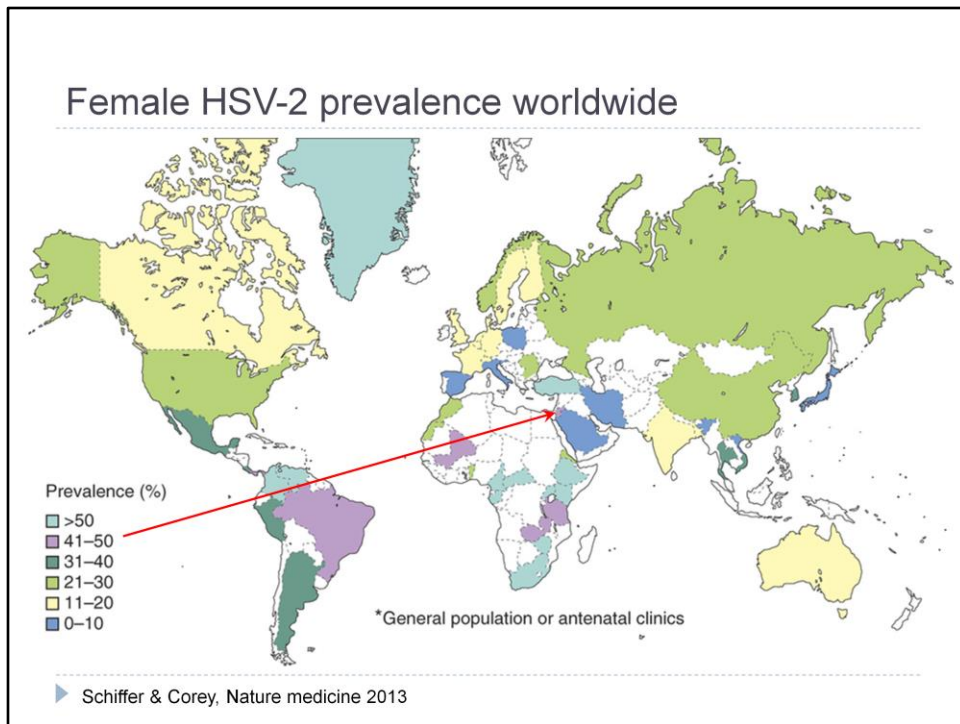 Female HSV-2 prevalence worldwide
Prevalence (%)
>50
41–50
31–40
21–30
11–20
0–10
*General population or antenatal clinics
Schiffer & Corey, Nature medicine 2013